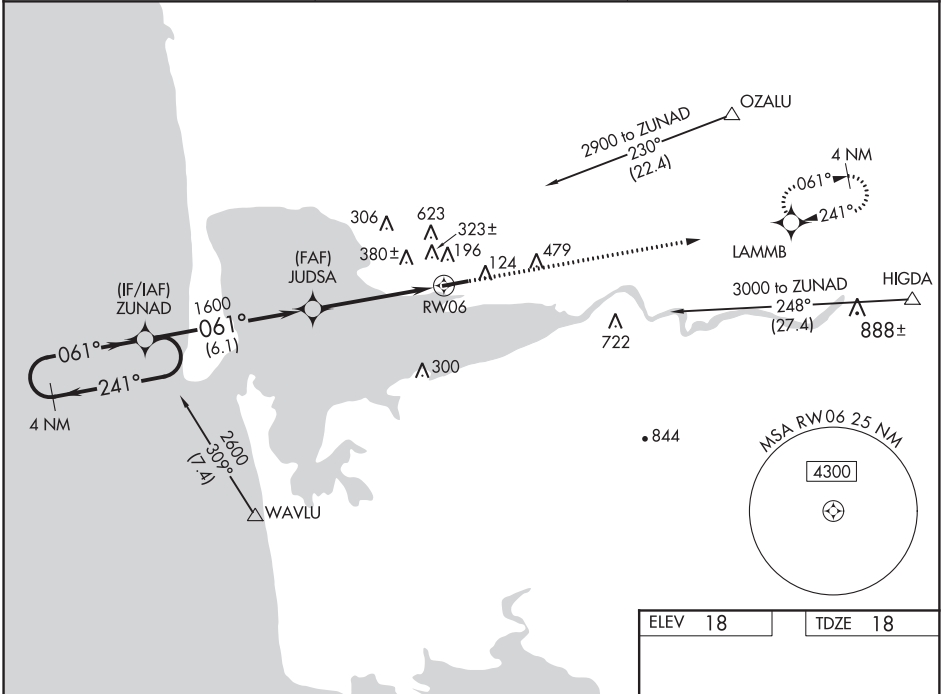 OZALU
2900 to ZUNAD
230°
(22.4)
4 NM
061°
241°
LAMMB
306
623
323±
380±
196
124
479
(FAF)
JUDSA
RW06
HIGDA
3000 to ZUNAD
248°
(27.4)
888±
(IF/IAF)
ZUNAD
1600
061°
(6.1)
061°
241°
4 NM
722
300
2600
309°
(7.4)
WAVLU
844
MSA RW06 25 NM
4300
ELEV 18
TDZE 18